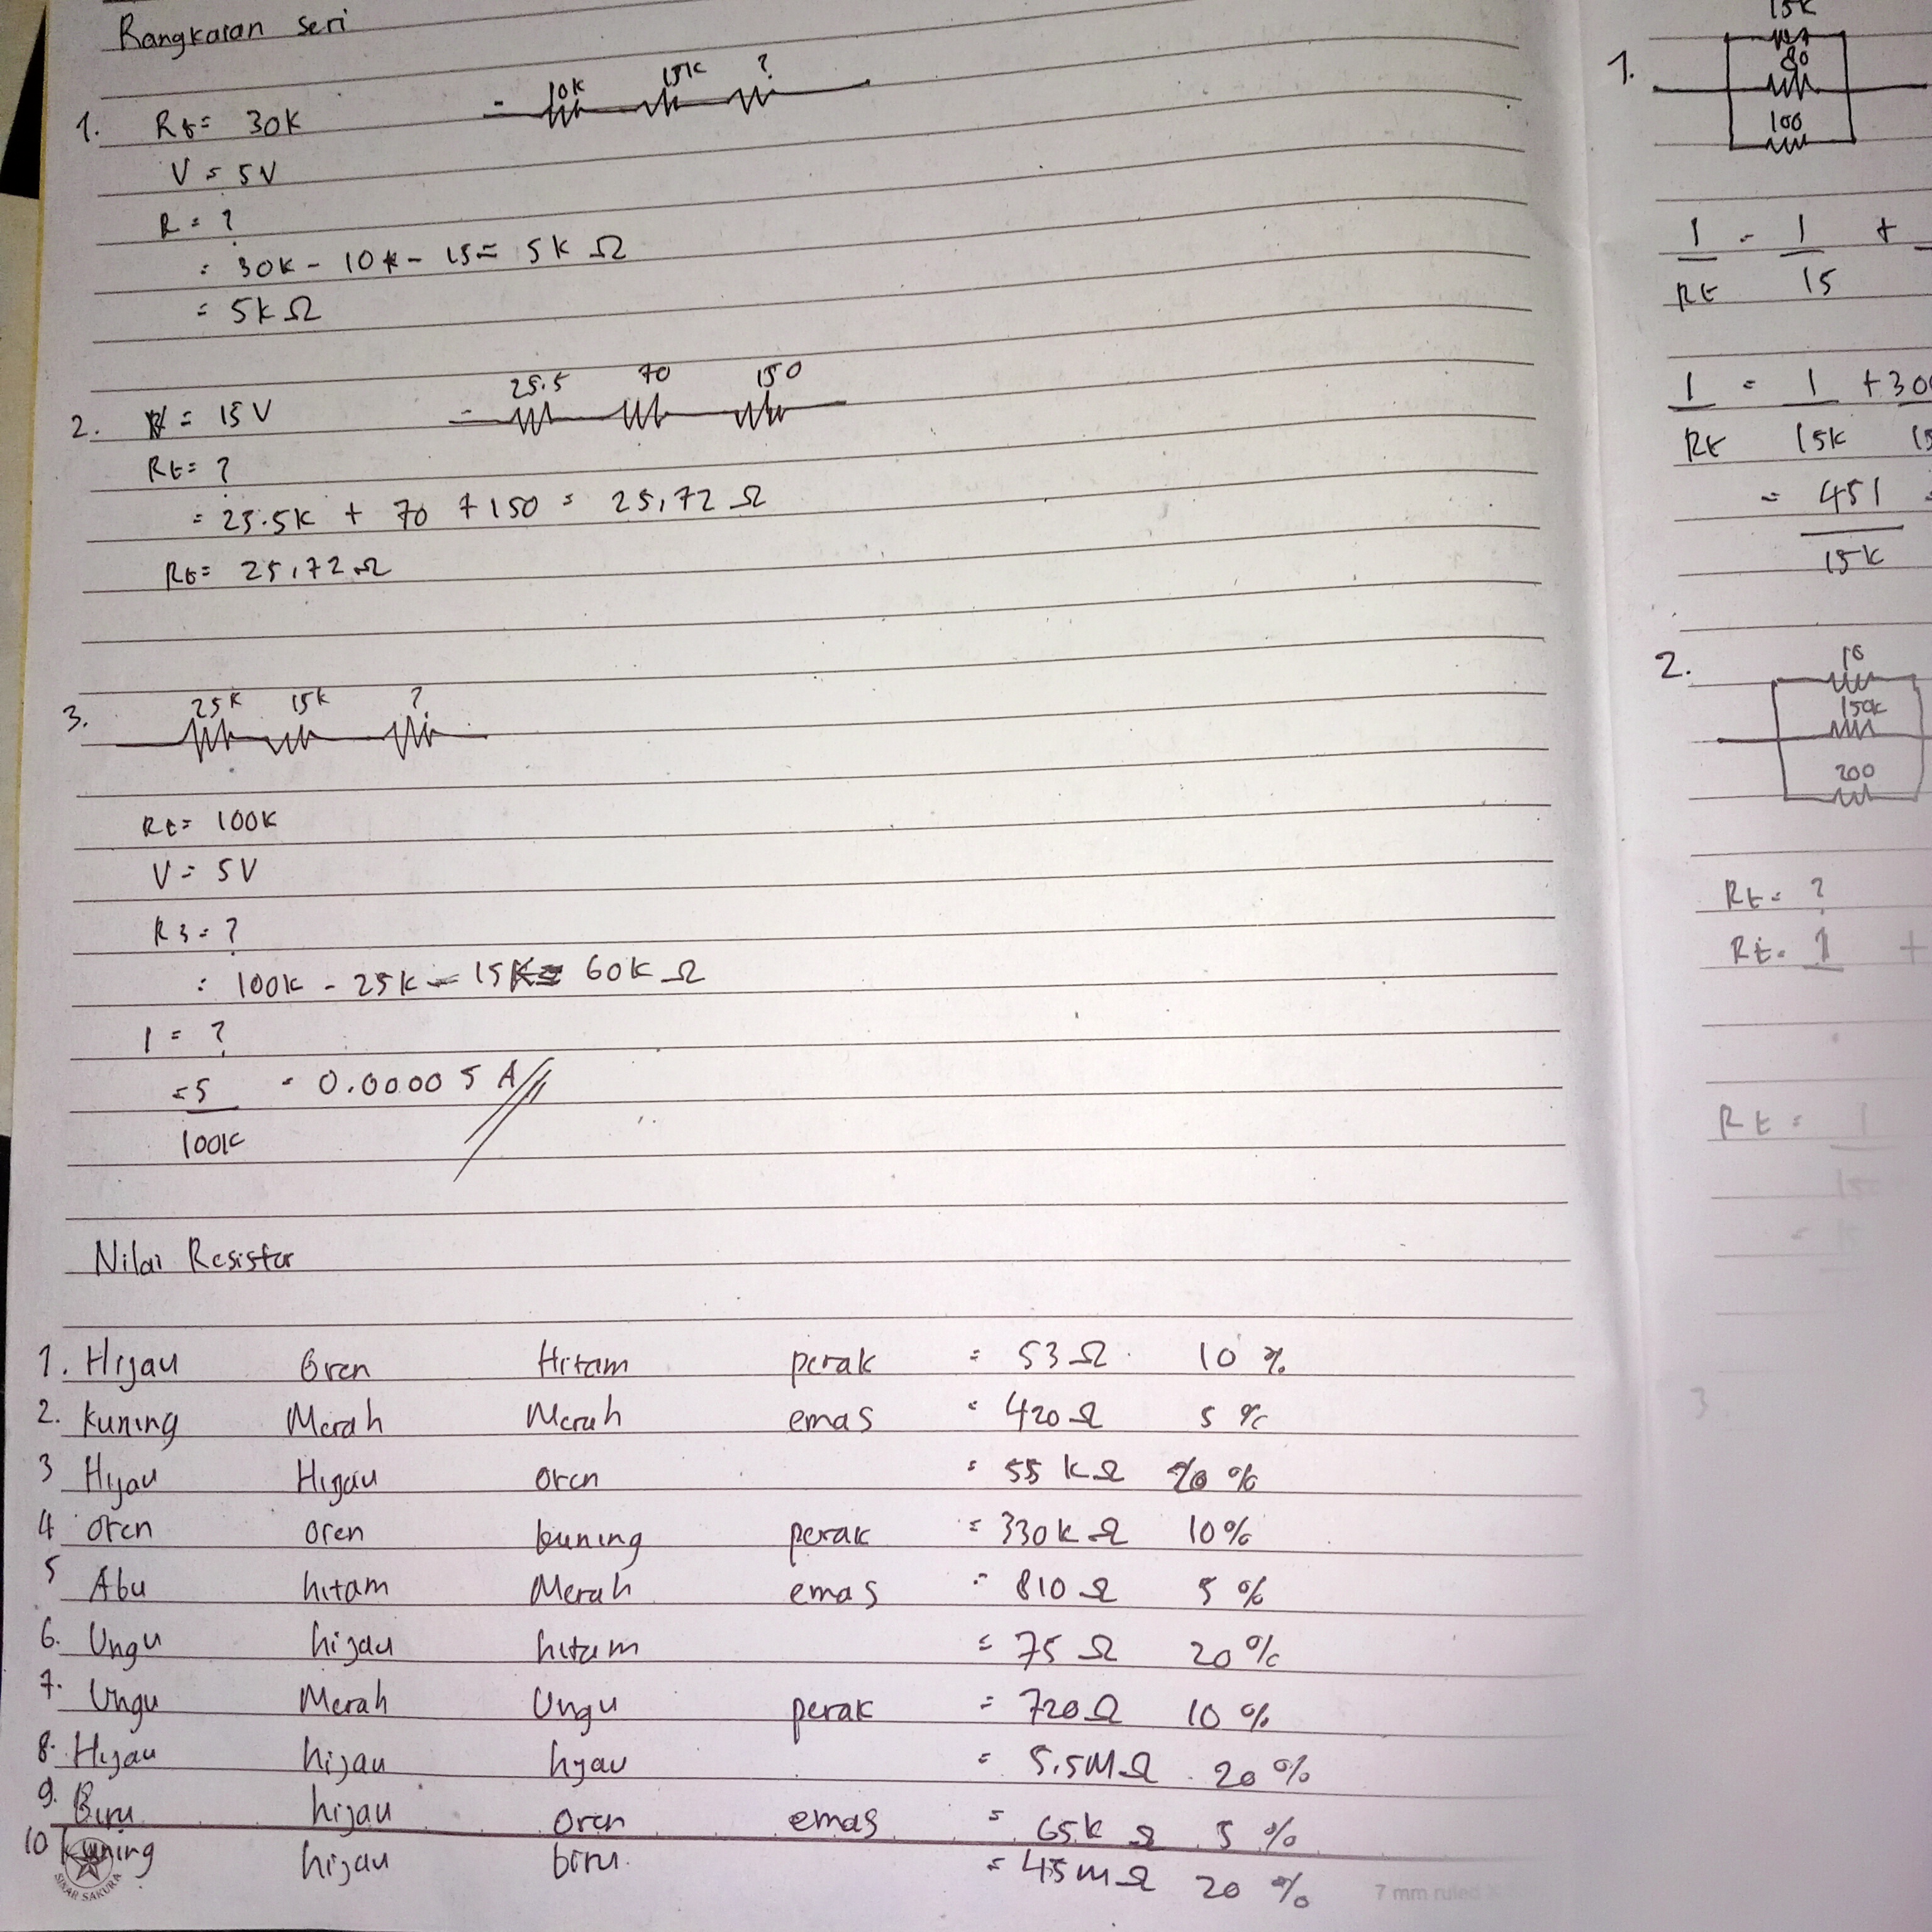 Rangkaian seri
1. Rt = 30K
10K 15K ?
V = 5V
R = ?
= 30K - 10K - 15 = 5K Ω
= 5K Ω
2. V = 15V
25.5 70 150
Rt = ?
= 25.5K + 70 + 150 = 25,72 Ω
Rt = 25,72 Ω
3. 25K 15K ?
Rt = 100K
V = 5V
R3 = ?
= 100K - 25K - 15K = 60K Ω
I = ?
= 5 = 0.00005 A
100K
Nilai Resistor
1. Hijau Oren Hitam perak = 53 Ω 10 %
2. Kuning Merah Merah emas = 420 Ω 5 %
3 Hijau Hijau oren = 55 KΩ 20 %
4 oren oren kuning perak = 330K Ω 10%
5 Abu hitam Merah emas = 810 Ω 5 %
6. Ungu hijau hitam = 75 Ω 20 %
7. Ungu Merah Ungu perak = 720 Ω 10 %
8. Hijau hijau hijau = 5.5M Ω 20 %
9. Biru hijau oren emas = 65K Ω 5 %
10 Kuning hijau biru = 45M Ω 20 %
SINAR SAKURA
7 mm ruled
1. 15K
80
100
1 = 1 +
Rt 15
1 = 1 + 30
Rt 15K 15
= 451
15K
2. 10
150K
200
Rt = ?
Rt = 1 +
Rt = 1
3.